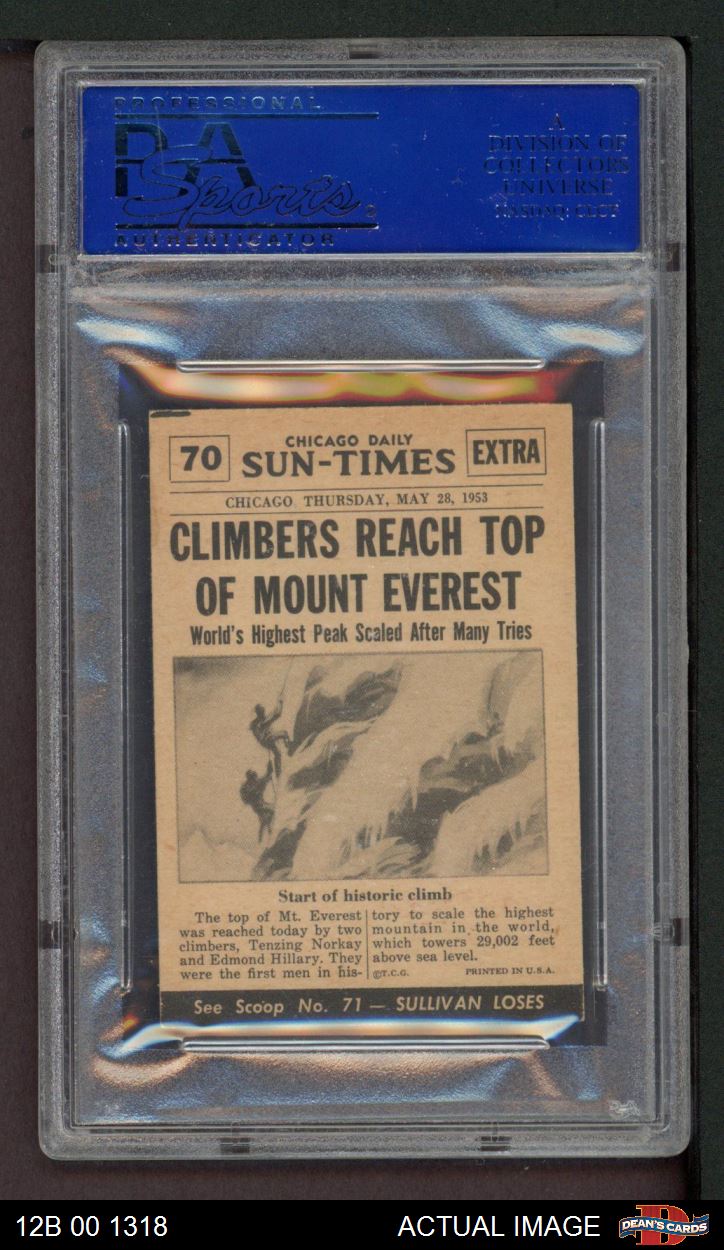 PROFESSIONAL
PSA
Sports
AUTHENTICATOR
A
DIVISION OF
COLLECTORS
UNIVERSE
NASDAQ: CLCT
70
CHICAGO DAILY
SUN-TIMES
EXTRA
CHICAGO, THURSDAY, MAY 28, 1953
CLIMBERS REACH TOP
OF MOUNT EVEREST
World's Highest Peak Scaled After Many Tries
Start of historic climb
The top of Mt. Everest
was reached today by two
climbers, Tenzing Norkay
and Edmond Hillary. They
were the first men in his-
tory to scale the highest
mountain in the world,
which towers 29,002 feet
above sea level.
©T.C.G. PRINTED IN U.S.A.
See Scoop No. 71 — SULLIVAN LOSES
PSA
12B 00 1318
ACTUAL IMAGE
D
DEAN'S CARDS